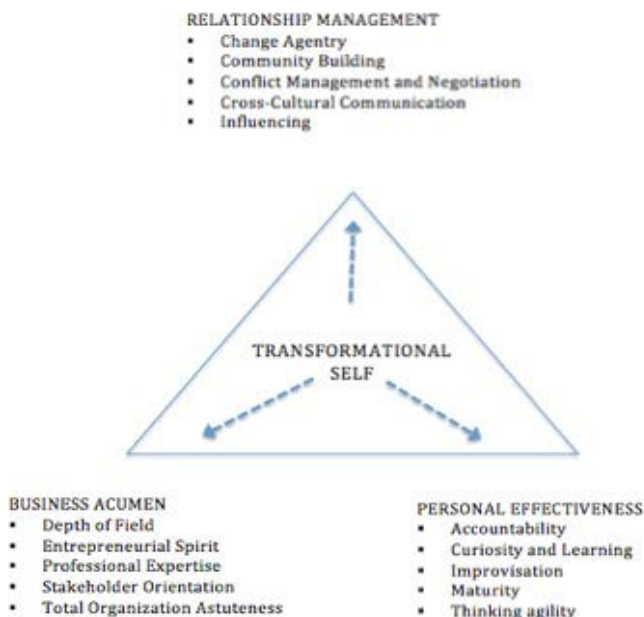 RELATIONSHIP MANAGEMENT
▪ Change Agentry
▪ Community Building
▪ Conflict Management and Negotiation
▪ Cross-Cultural Communication
▪ Influencing
TRANSFORMATIONAL
SELF
BUSINESS ACUMEN
▪ Depth of Field
▪ Entrepreneurial Spirit
▪ Professional Expertise
▪ Stakeholder Orientation
▪ Total Organization Astuteness
PERSONAL EFFECTIVENESS
▪ Accountability
▪ Curiosity and Learning
▪ Improvisation
▪ Maturity
▪ Thinking agility